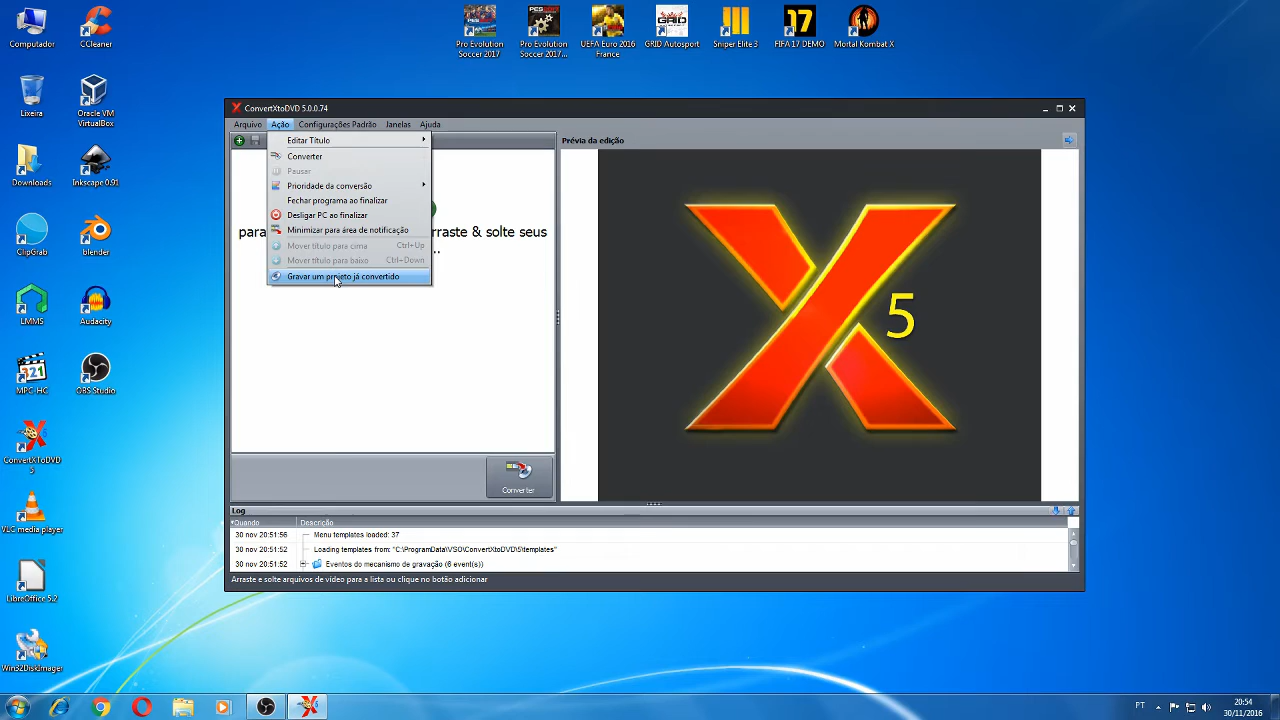 Computador
CCleaner
Pro Evolution
Soccer 2017
Pro Evolution
Soccer 2017...
UEFA Euro 2016
France
GRID Autosport
Sniper Elite 3
FIFA 17 DEMO
Mortal Kombat X
Lixeira
Oracle VM
VirtualBox
Downloads
Inkscape 0.91
ClipGrab
blender
LMMS
Audacity
MPC-HC
OBS Studio
ConvertXToDVD
5
VLC media player
LibreOffice 5.2
Win32DiskImager
ConvertXtoDVD 5.0.0.74
Arquivo Ação Configurações Padrão Janelas Ajuda
Editar Título
Converter
Pausar
Prioridade da conversão
Fechar programa ao finalizar
Desligar PC ao finalizar
Minimizar para área de notificação
Mover título para cima Ctrl+Up
Mover título para baixo Ctrl+Down
Gravar um projeto já convertido
para
rraste & solte seus
..
Converter
Prévia da edição
5
Log
Quando Descrição
30 nov 20:51:56 Menu templates loaded: 37
30 nov 20:51:52 Loading templates from: "C:\ProgramData\VSO\ConvertXtoDVD\5\templates"
30 nov 20:51:52 Eventos do mecanismo de gravação (6 event(s))
Arraste e solte arquivos de vídeo para a lista ou clique no botão adicionar
PT
20:54
30/11/2016